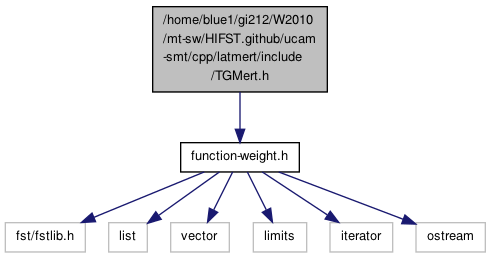 /home/blue1/gi212/W2010
/mt-sw/HIFST.github/ucam
-smt/cpp/latmert/include
/TGMert.h
function-weight.h
fst/fstlib.h
list
vector
limits
iterator
ostream